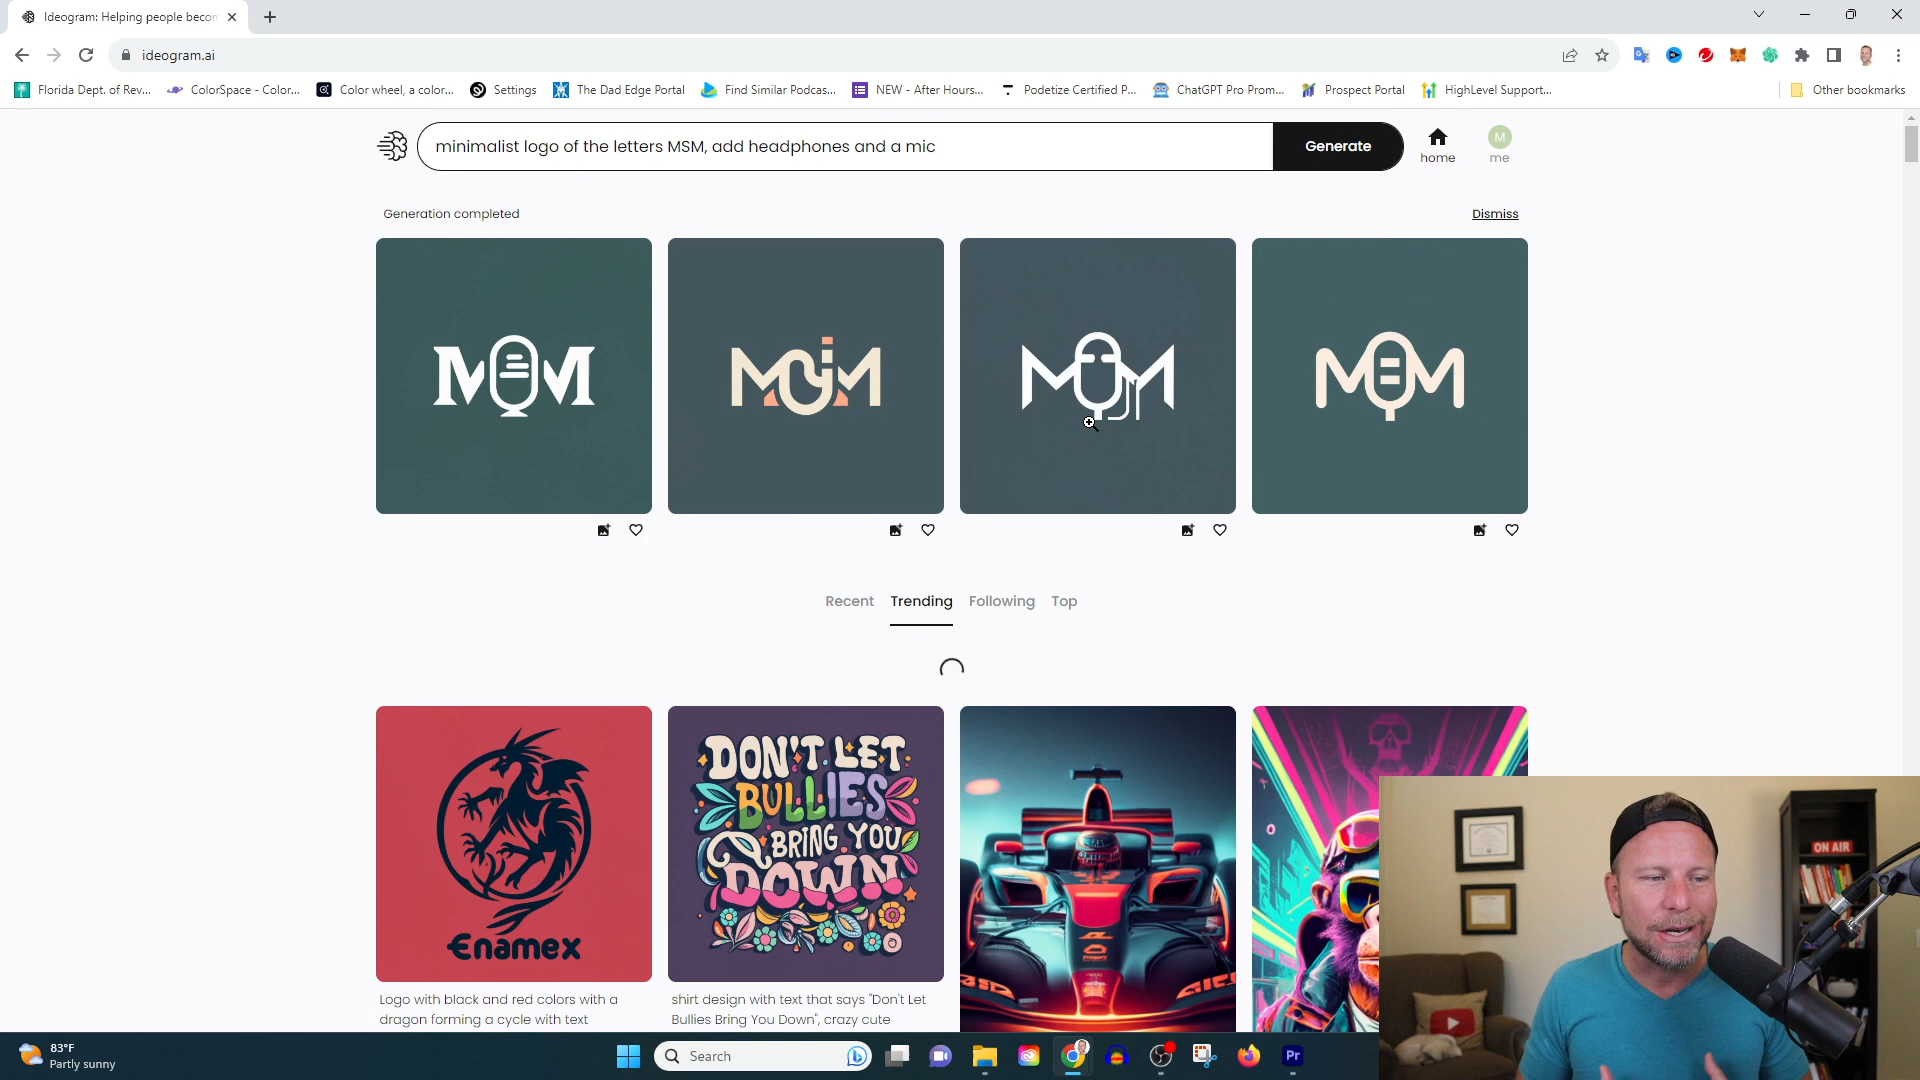 Ideogram: Helping people becom
ideogram.ai
Florida Dept. of Rev...
ColorSpace - Color...
Color wheel, a color...
Settings
The Dad Edge Portal
Find Similar Podcas...
NEW - After Hours...
Podetize Certified P...
ChatGPT Pro Prom...
Prospect Portal
HighLevel Support...
Other bookmarks
minimalist logo of the letters MSM, add headphones and a mic
Generate
home
M
me
Generation completed
Dismiss
Recent
Trending
Following
Top
Enamex
DON'T LET
BULLIES
BRING YOU
DOWN
Logo with black and red colors with a
dragon forming a cycle with text
shirt design with text that says "Don't Let
Bullies Bring You Down", crazy cute
ON AIR
83°F
Partly sunny
Search
Pr